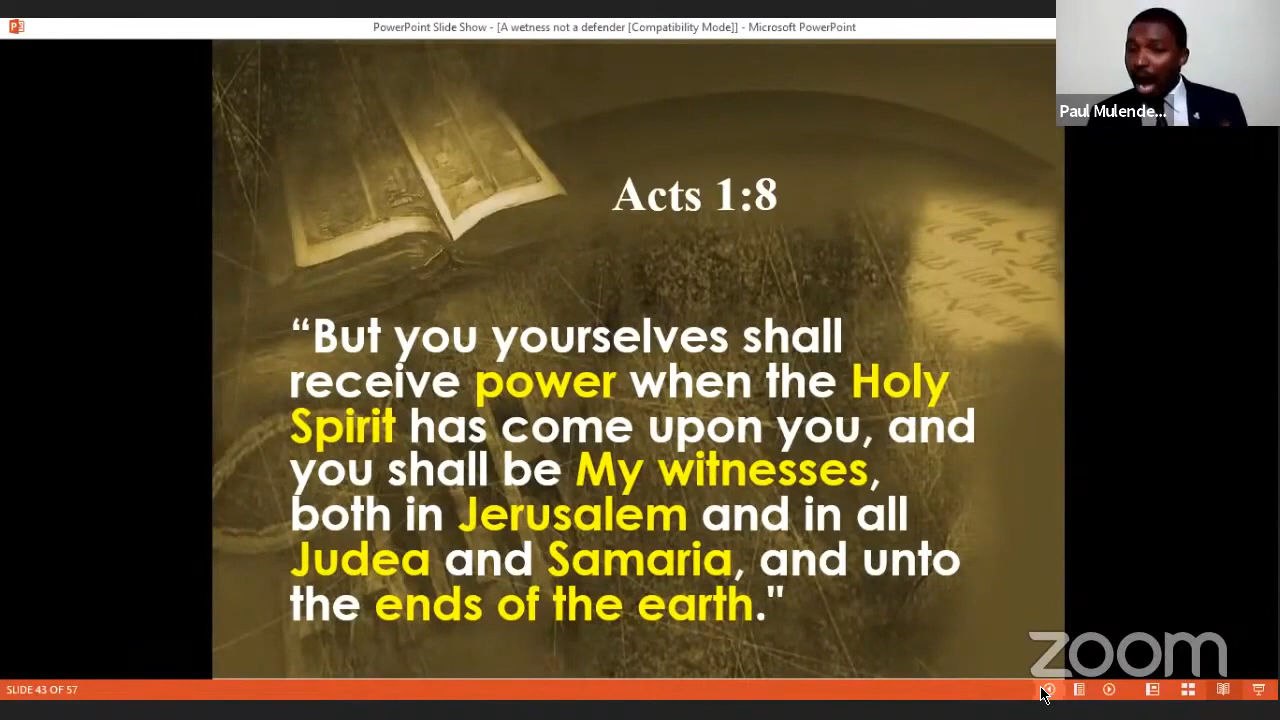 PowerPoint Slide Show - [A wetness not a defender [Compatibility Mode]] - Microsoft PowerPoint
Paul Mulende...
Acts 1:8
“But you yourselves shall
receive power when the Holy
Spirit has come upon you, and
you shall be My witnesses,
both in Jerusalem and in all
Judea and Samaria, and unto
the ends of the earth."
zoom
SLIDE 43 OF 57